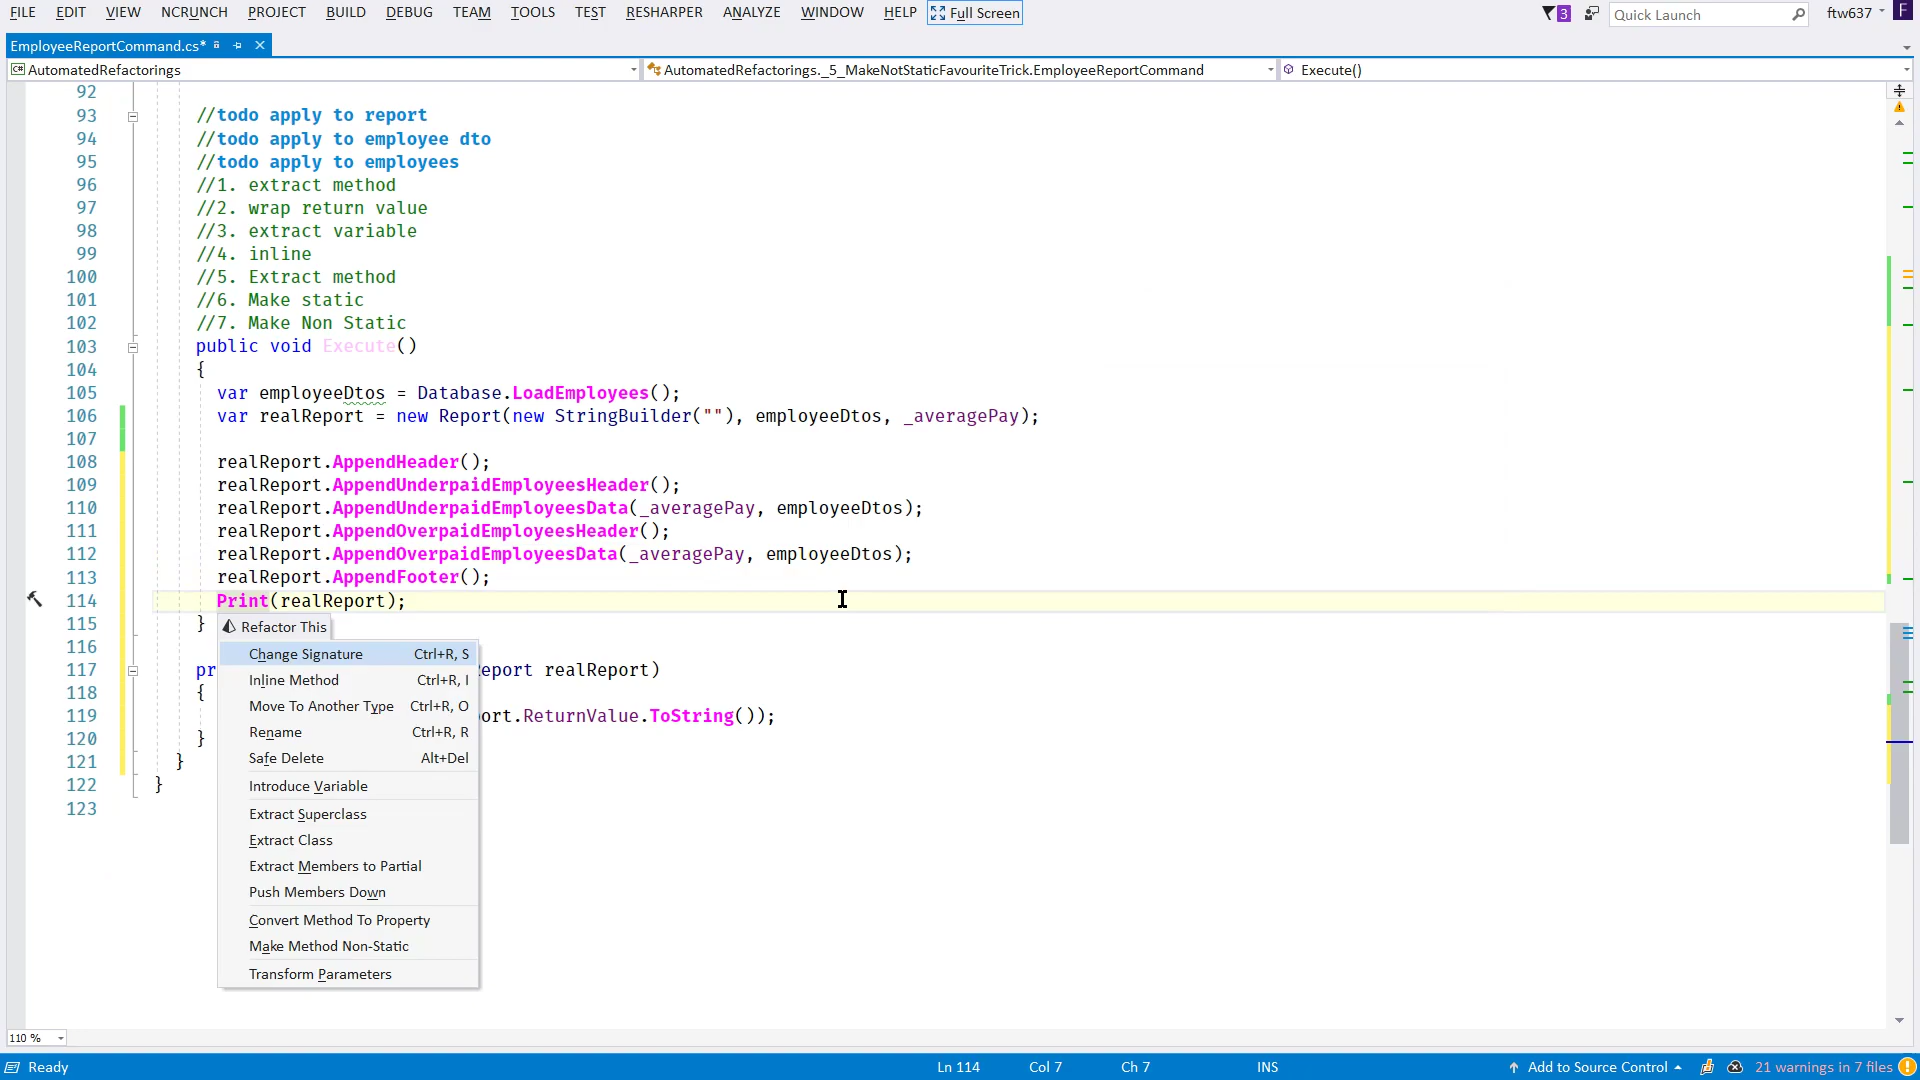 FILE EDIT VIEW NCRUNCH PROJECT BUILD DEBUG TEAM TOOLS TEST RESHARPER ANALYZE WINDOW HELP Full Screen 3 Quick Launch ftw637 F
EmployeeReportCommand.cs*
C# AutomatedRefactorings AutomatedRefactorings._5_MakeNotStaticFavouriteTrick.EmployeeReportCommand Execute()
92
93 //todo apply to report
94 //todo apply to employee dto
95 //todo apply to employees
96 //1. extract method
97 //2. wrap return value
98 //3. extract variable
99 //4. inline
100 //5. Extract method
101 //6. Make static
102 //7. Make Non Static
103 public void Execute()
104 {
105 var employeeDtos = Database.LoadEmployees();
106 var realReport = new Report(new StringBuilder(""), employeeDtos, _averagePay);
107
108 realReport.AppendHeader();
109 realReport.AppendUnderpaidEmployeesHeader();
110 realReport.AppendUnderpaidEmployeesData(_averagePay, employeeDtos);
111 realReport.AppendOverpaidEmployeesHeader();
112 realReport.AppendOverpaidEmployeesData(_averagePay, employeeDtos);
113 realReport.AppendFooter();
114 Print(realReport);
115 }
Refactor This
116
Change Signature Ctrl+R, S
117 pr eport realReport)
118 {
Inline Method Ctrl+R, I
Move To Another Type Ctrl+R, O
119 port.ReturnValue.ToString());
Rename Ctrl+R, R
120 }
Safe Delete Alt+Del
121 }
122 }
Introduce Variable
123
Extract Superclass
Extract Class
Extract Members to Partial
Push Members Down
Convert Method To Property
Make Method Non-Static
Transform Parameters
110 %
Ready Ln 114 Col 7 Ch 7 INS Add to Source Control 21 warnings in 7 files